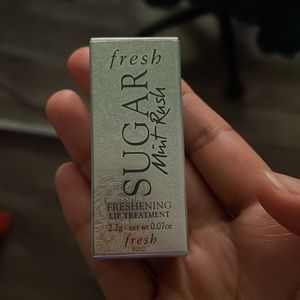 fresh
SUGAR
Mint Rush
FRESHENING
LIP TREATMENT
2.2g - net wt 0.07oz
fresh